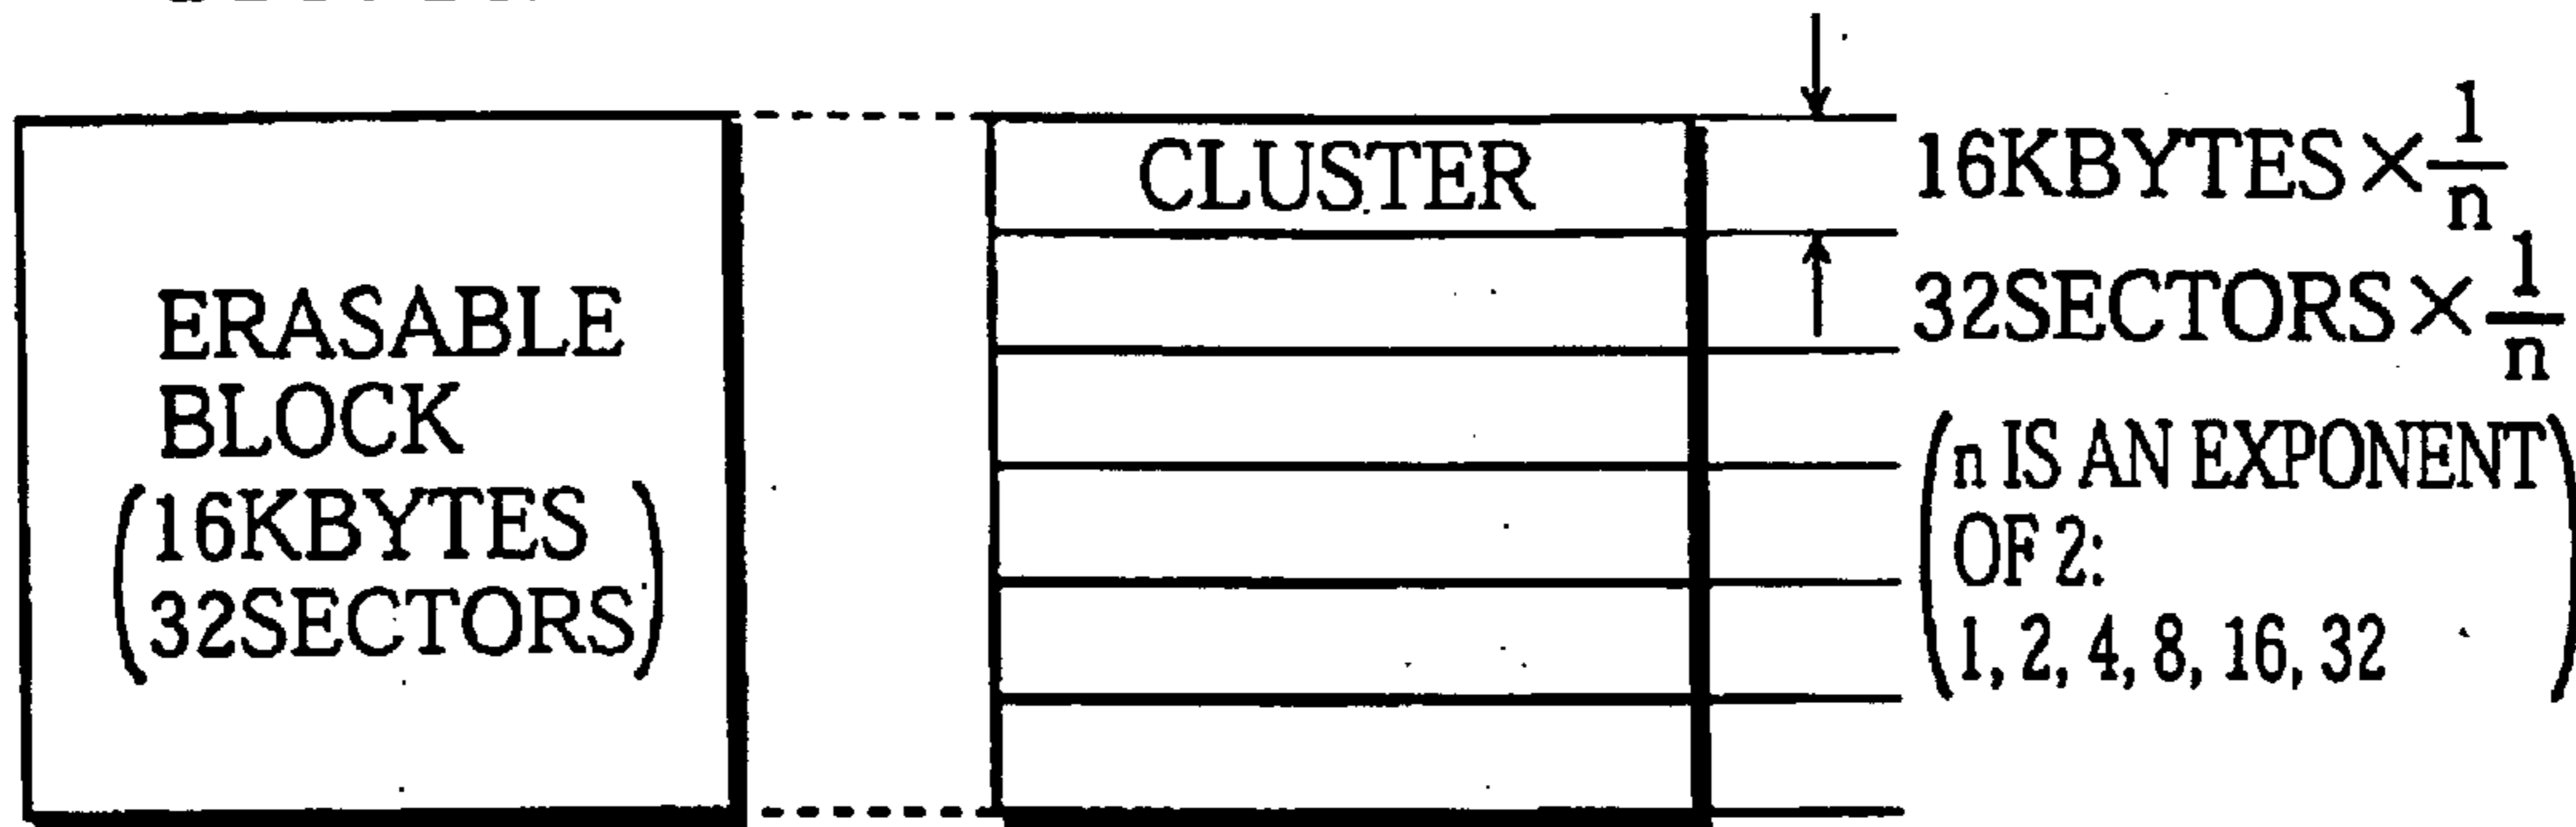 ERASABLE
BLOCK
(16KBYTES
32SECTORS)
CLUSTER
16KBYTES×1/n
32SECTORS×1/n
(n IS AN EXPONENT
OF 2:
1, 2, 4, 8, 16, 32)